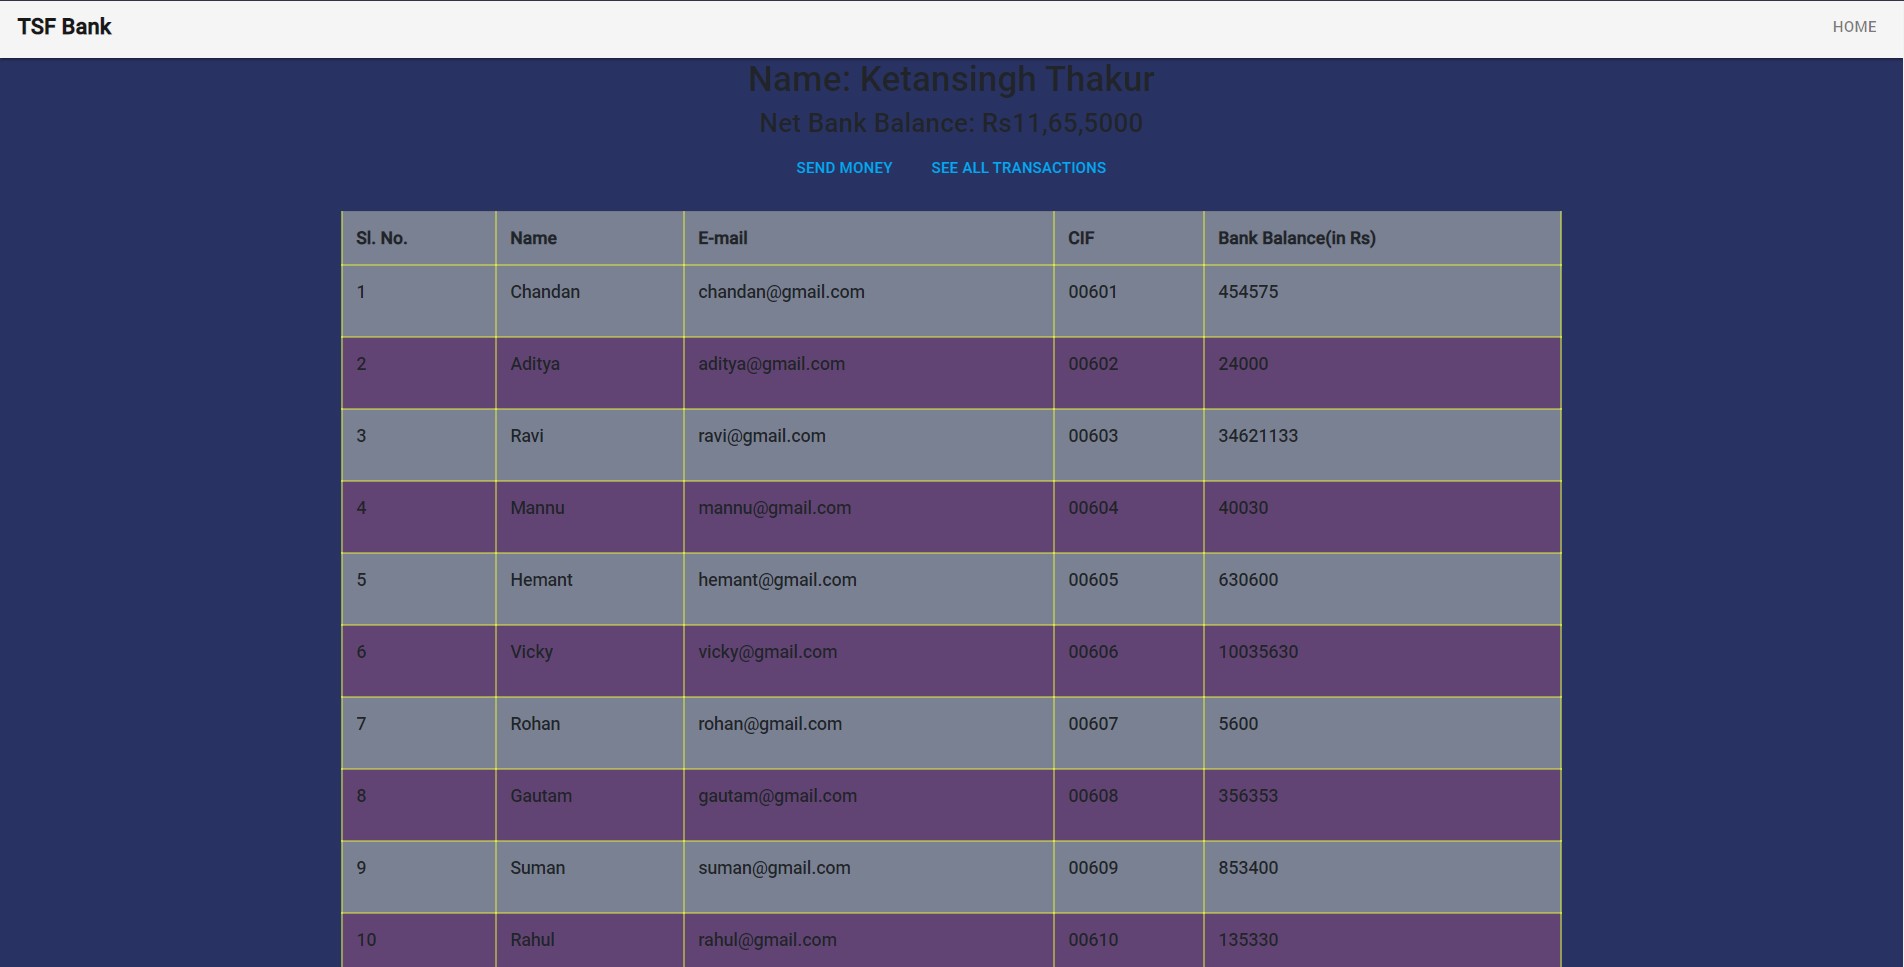 TSF Bank HOME
Name: Ketansingh Thakur
Net Bank Balance: Rs11,65,5000
SEND MONEY SEE ALL TRANSACTIONS
Sl. No. Name E-mail CIF Bank Balance(in Rs)
1 Chandan chandan@gmail.com 00601 454575
2 Aditya aditya@gmail.com 00602 24000
3 Ravi ravi@gmail.com 00603 34621133
4 Mannu mannu@gmail.com 00604 40030
5 Hemant hemant@gmail.com 00605 630600
6 Vicky vicky@gmail.com 00606 10035630
7 Rohan rohan@gmail.com 00607 5600
8 Gautam gautam@gmail.com 00608 356353
9 Suman suman@gmail.com 00609 853400
10 Rahul rahul@gmail.com 00610 135330